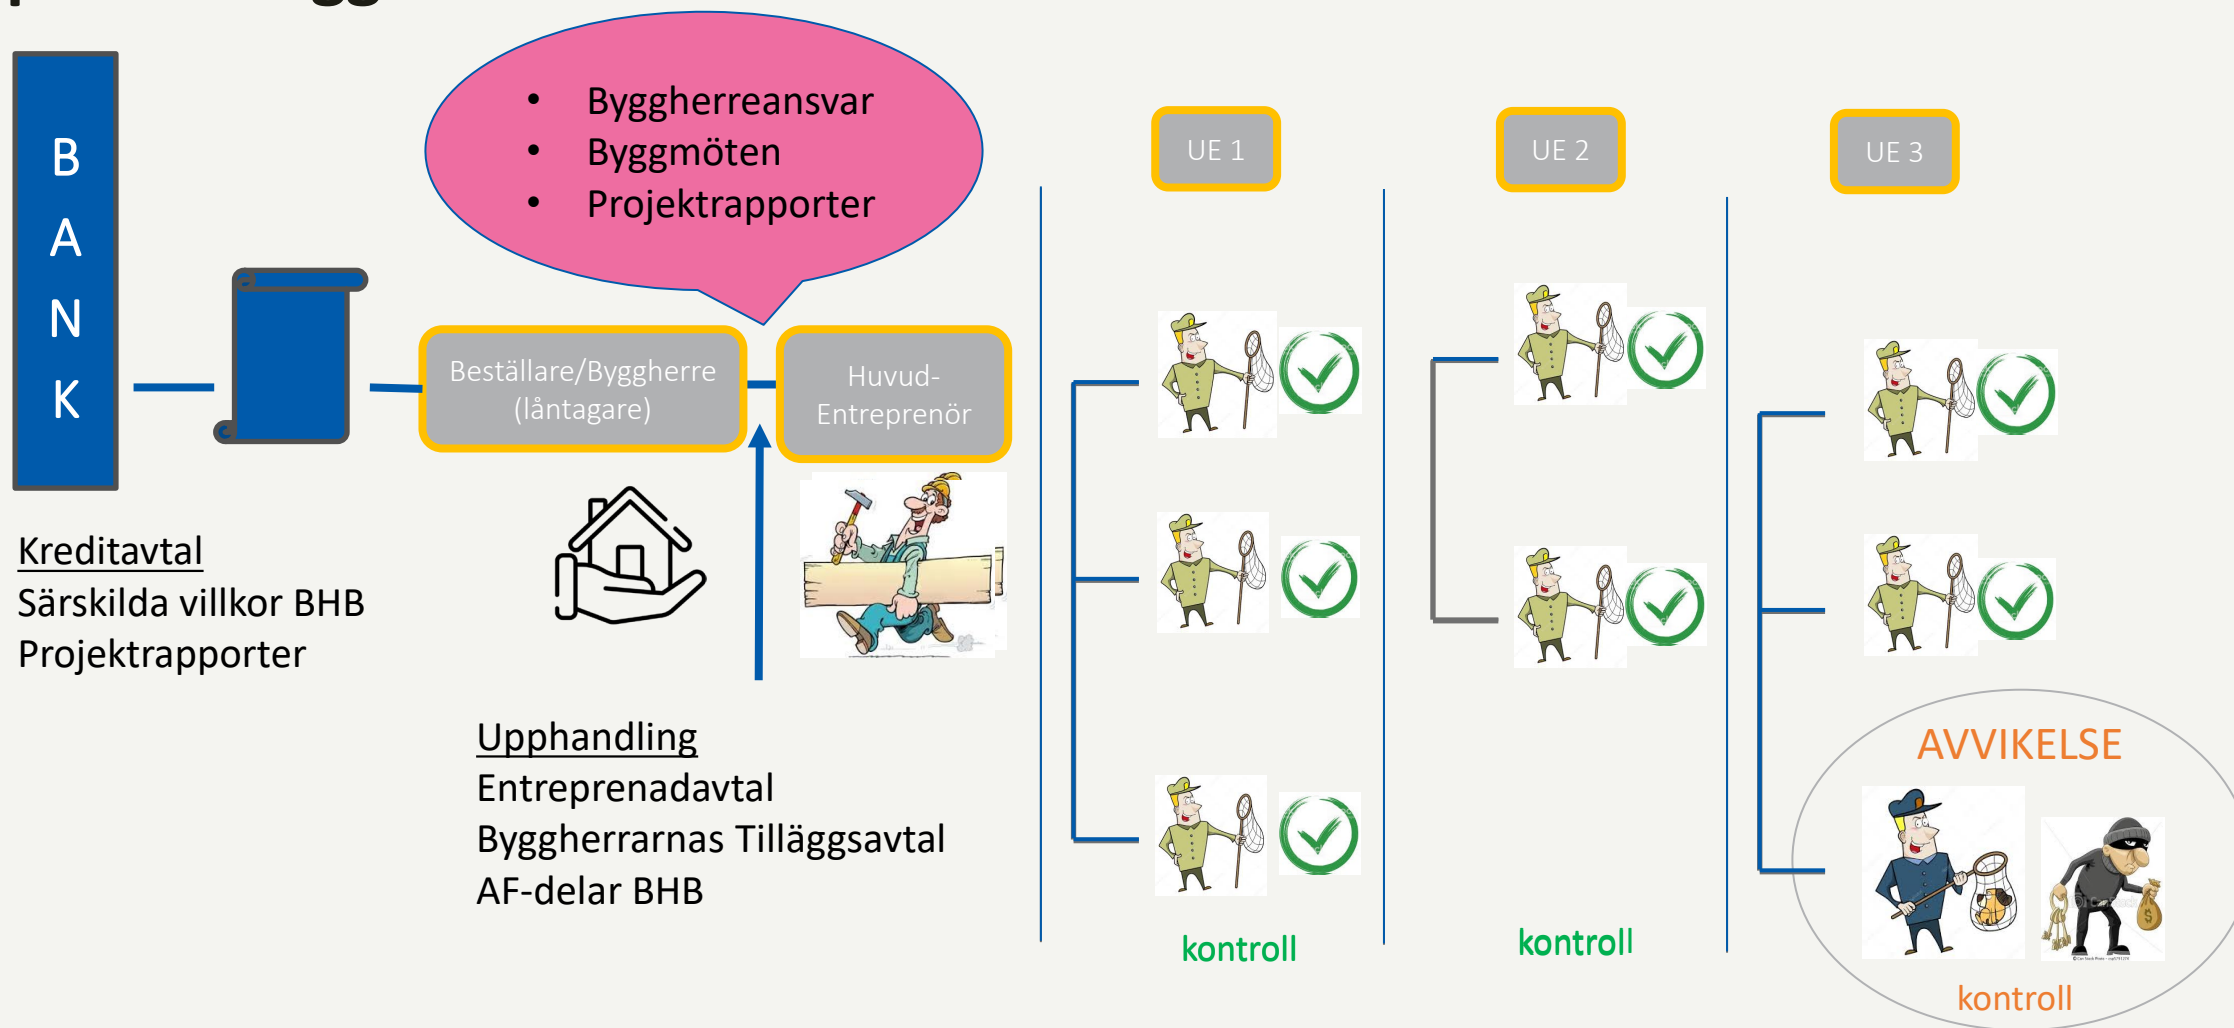 B
A
N
K
Kreditavtal
Särskilda villkor BHB
Projektrapporter
• Byggherreansvar
• Byggmöten
• Projektrapporter
Beställare/Byggherre
(låntagare)
Huvud-
Entreprenör
Upphandling
Entreprenadavtal
Byggherrarnas Tilläggsavtal
AF-delar BHB
UE 1
kontroll
UE 2
kontroll
UE 3
AVVIKELSE
kontroll